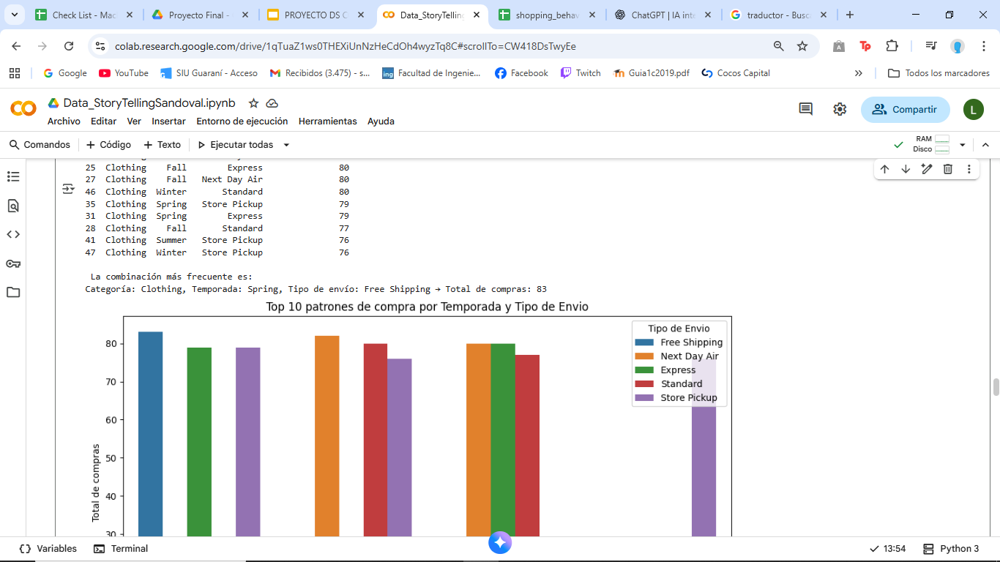 Check List - Mac
Proyecto Final -
PROYECTO DS C
Data_StoryTelling
shopping_behav
ChatGPT | IA inte
traductor - Busc
colab.research.google.com/drive/1qTuaZ1ws0THEXiUnNzHeCdOh4wyzTq8C#scrollTo=CW418DsTwyEe
Google YouTube SIU Guaraní - Acceso Recibidos (3.475) - s... Facultad de Ingenie... Facebook Twitch Guia1c2019.pdf Cocos Capital Todos los marcadores
Data_StoryTellingSandoval.ipynb
Compartir
L
Archivo Editar Ver Insertar Entorno de ejecución Herramientas Ayuda
Comandos + Código + Texto Ejecutar todas
RAM
Disco
25 Clothing Fall Express 80
27 Clothing Fall Next Day Air 80
46 Clothing Winter Standard 80
35 Clothing Spring Store Pickup 79
31 Clothing Spring Express 79
28 Clothing Fall Standard 77
41 Clothing Summer Store Pickup 76
47 Clothing Winter Store Pickup 76
La combinación más frecuente es:
Categoría: Clothing, Temporada: Spring, Tipo de envío: Free Shipping → Total de compras: 83
Top 10 patrones de compra por Temporada y Tipo de Envio
Tipo de Envio
Free Shipping
Next Day Air
Express
Standard
Store Pickup
80
70
60
50
40
30
Total de compras
Variables Terminal 13:54 Python 3